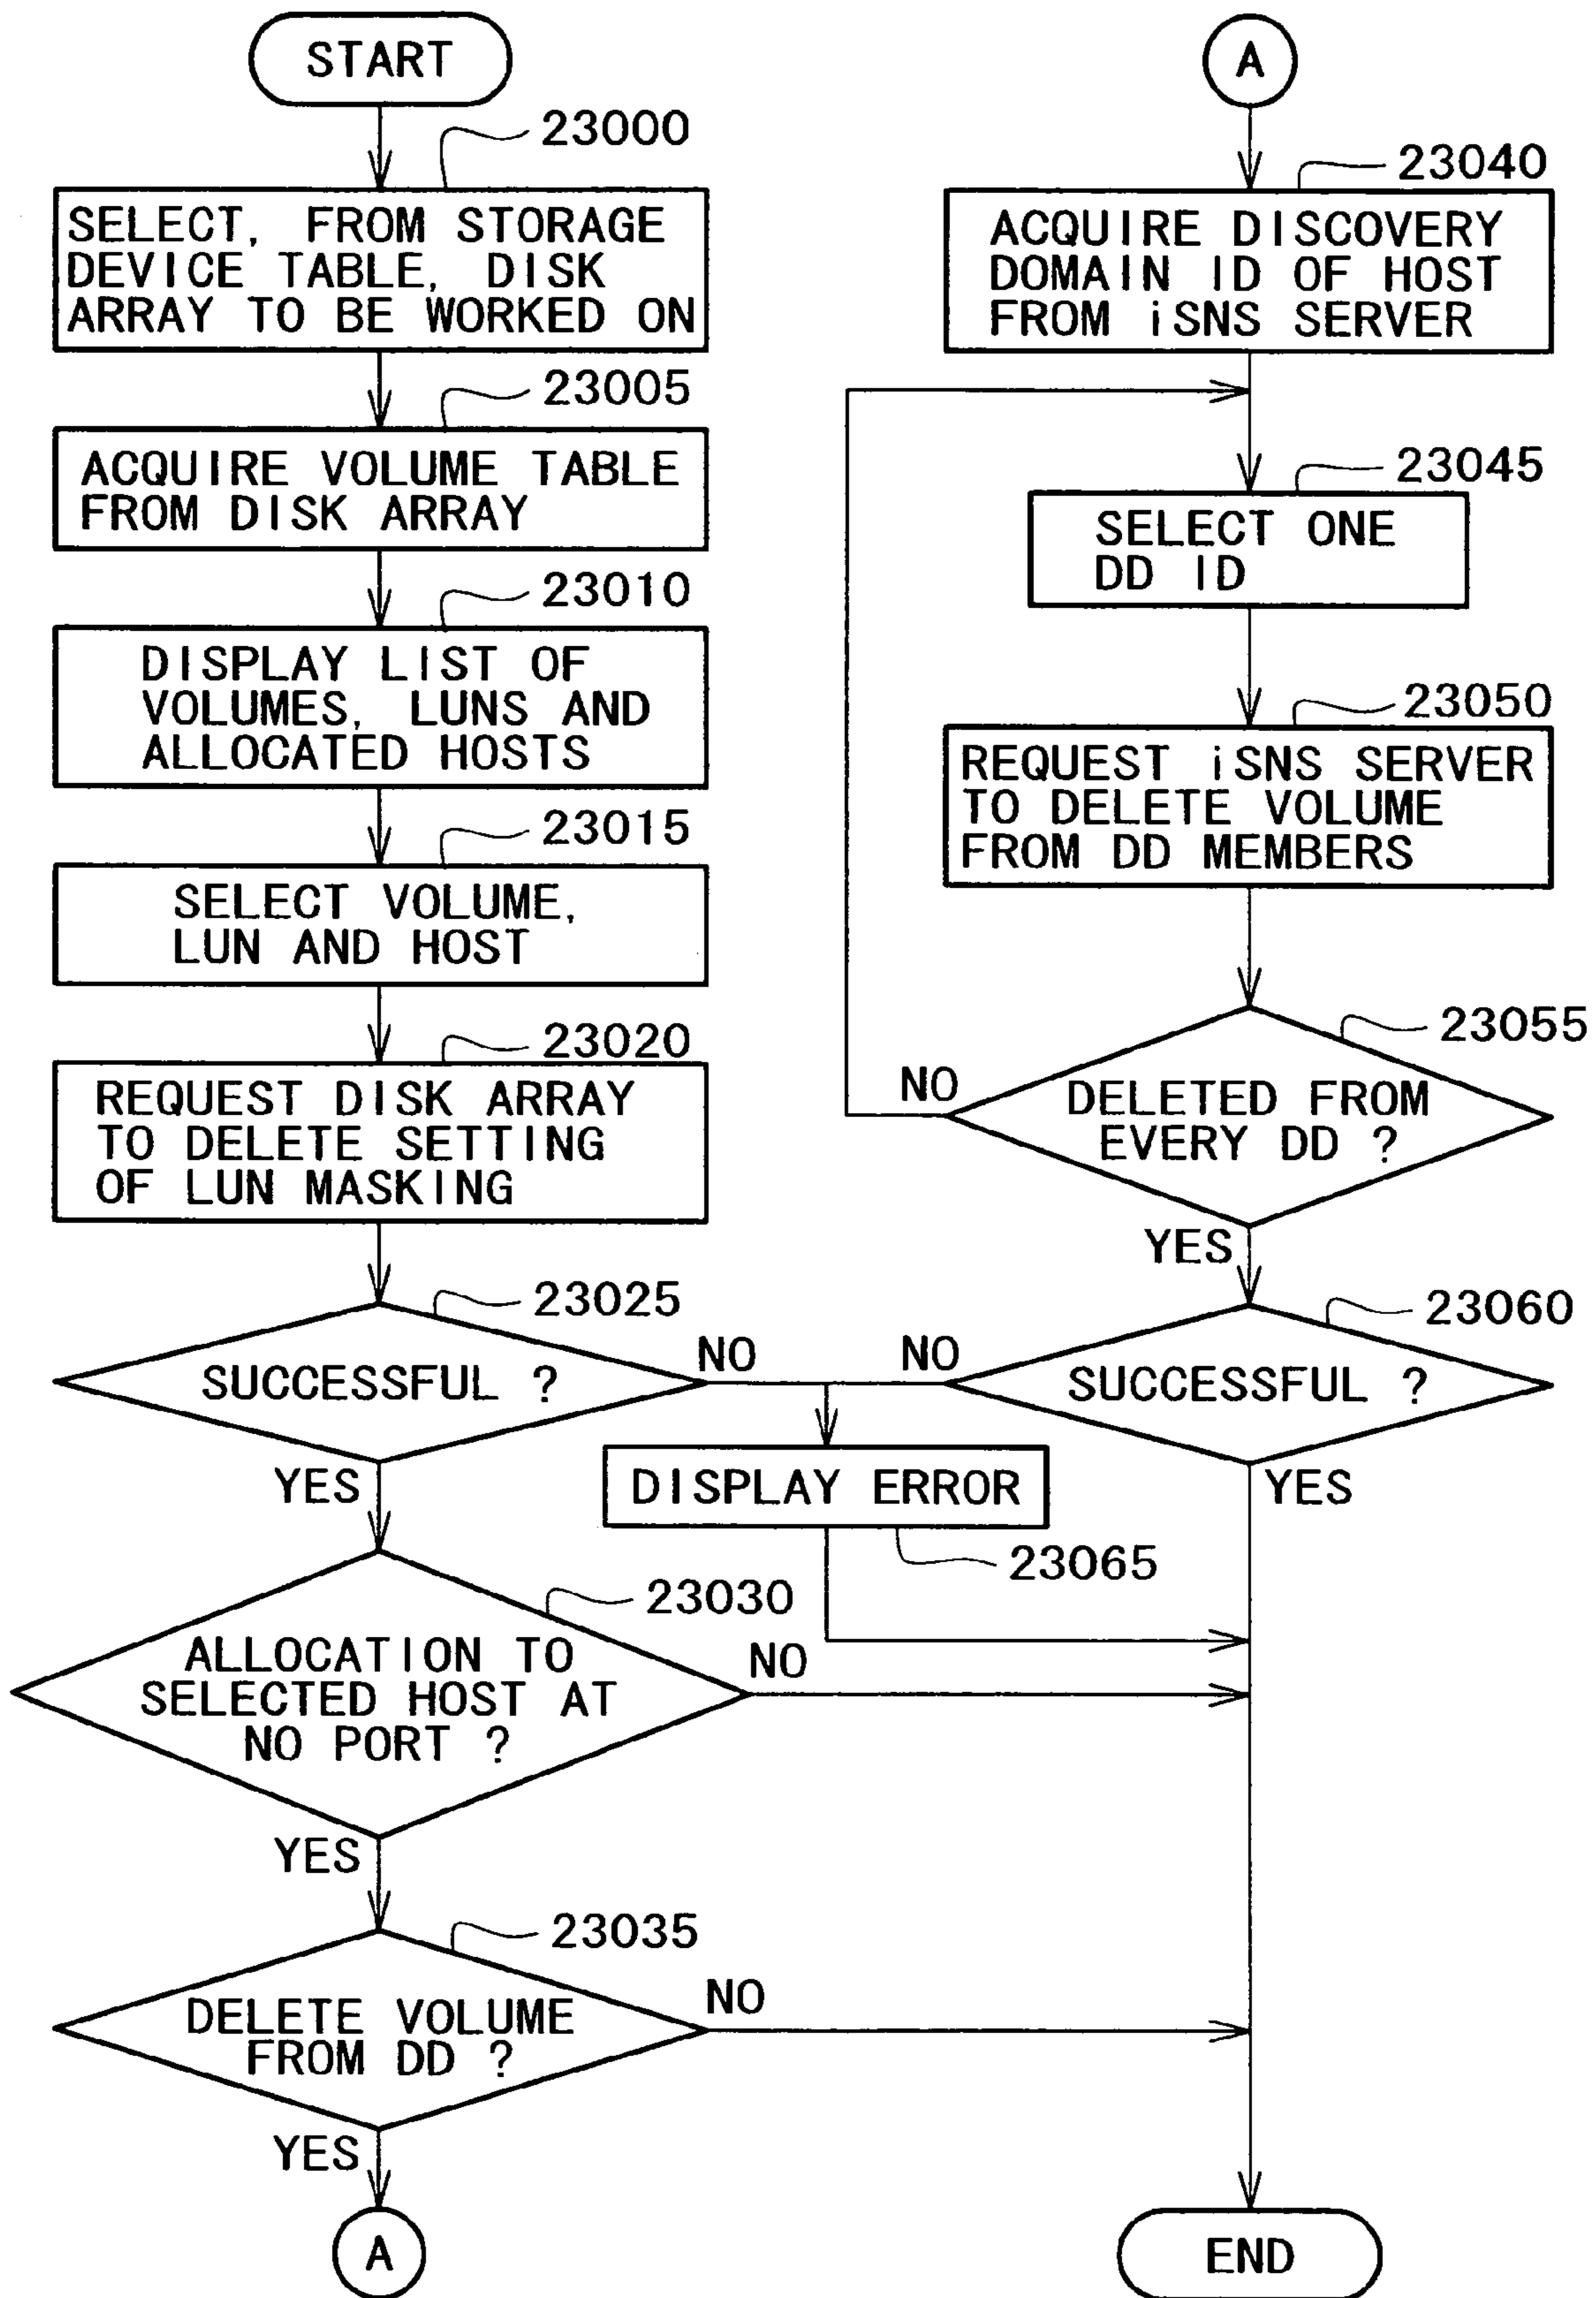 START
23000
SELECT, FROM STORAGE
DEVICE TABLE, DISK
ARRAY TO BE WORKED ON
23005
ACQUIRE VOLUME TABLE
FROM DISK ARRAY
23010
DISPLAY LIST OF
VOLUMES, LUNS AND
ALLOCATED HOSTS
23015
SELECT VOLUME,
LUN AND HOST
23020
REQUEST DISK ARRAY
TO DELETE SETTING
OF LUN MASKING
23025
SUCCESSFUL ?
NO
YES
23030
ALLOCATION TO
SELECTED HOST AT
NO PORT ?
NO
YES
23035
DELETE VOLUME
FROM DD ?
NO
YES
A
A
23040
ACQUIRE DISCOVERY
DOMAIN ID OF HOST
FROM iSNS SERVER
23045
SELECT ONE
DD ID
23050
REQUEST iSNS SERVER
TO DELETE VOLUME
FROM DD MEMBERS
23055
DELETED FROM
EVERY DD ?
NO
YES
23060
SUCCESSFUL ?
NO
YES
DISPLAY ERROR
23065
END